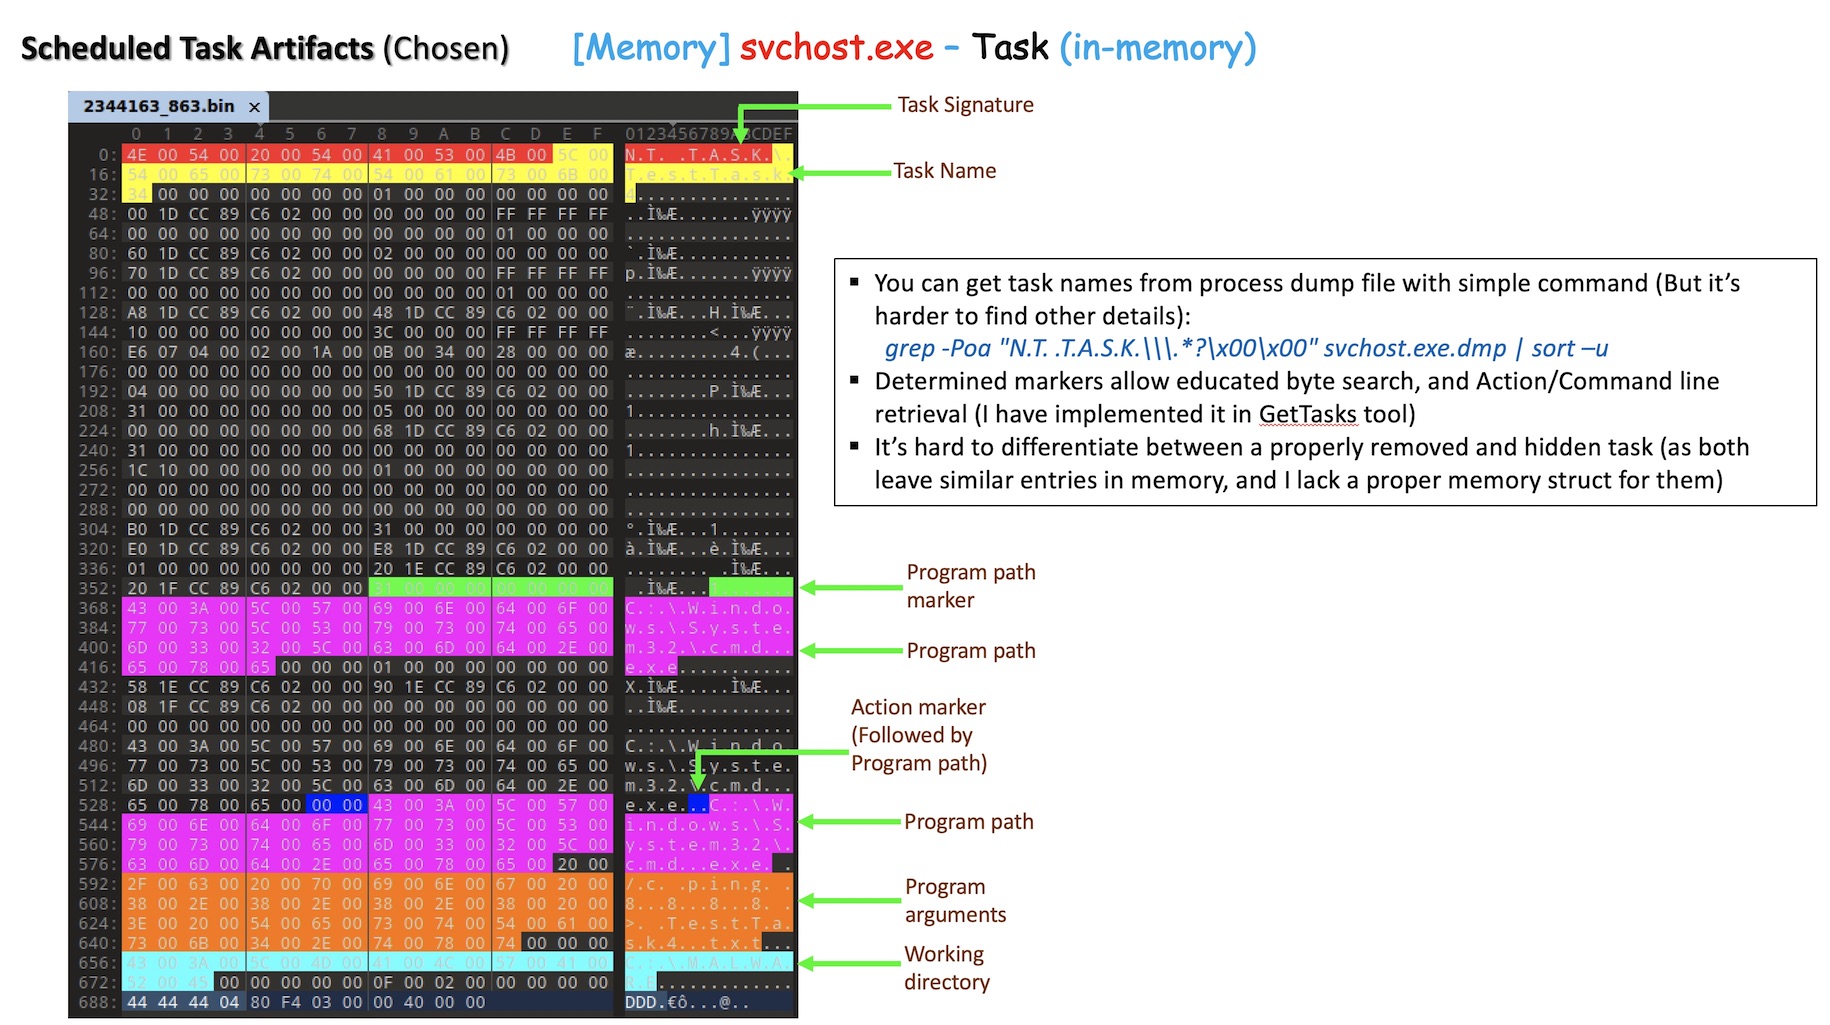 Scheduled Task Artifacts (Chosen)
[Memory] svchost.exe – Task (in-memory)
2344163_863.bin ×
0 1 2 3 4 5 6 7 8 9 A B C D E F 0123456789ABCDEF
0: 4E 00 54 00 20 00 54 00 41 00 53 00 4B 00 5C 00 N.T. .T.A.S.K.\.
16: 54 00 65 00 73 00 74 00 54 00 61 00 73 00 6B 00 T.e.s.t.T.a.s.k.
32: 34 00 00 00 00 00 00 00 01 00 00 00 00 00 00 00 4...............
48: 00 1D CC 89 C6 02 00 00 00 00 00 00 FF FF FF FF ..Ì‰Æ.......ÿÿÿÿ
64: 00 00 00 00 00 00 00 00 00 00 00 00 01 00 00 00 ................
80: 60 1D CC 89 C6 02 00 00 02 00 00 00 00 00 00 00 `.Ì‰Æ...........
96: 70 1D CC 89 C6 02 00 00 00 00 00 00 FF FF FF FF p.Ì‰Æ.......ÿÿÿÿ
112: 00 00 00 00 00 00 00 00 00 00 00 00 01 00 00 00 ................
128: A8 1D CC 89 C6 02 00 00 48 1D CC 89 C6 02 00 00 ¨.Ì‰Æ...H.Ì‰Æ...
144: 10 00 00 00 00 00 00 00 3C 00 00 00 FF FF FF FF ........<...ÿÿÿÿ
160: E6 07 04 00 02 00 1A 00 0B 00 34 00 28 00 00 00 æ.........4.(...
176: 00 00 00 00 00 00 00 00 00 00 00 00 00 00 00 00 ................
192: 04 00 00 00 00 00 00 00 50 1D CC 89 C6 02 00 00 ........P.Ì‰Æ...
208: 31 00 00 00 00 00 00 00 05 00 00 00 00 00 00 00 1...............
224: 00 00 00 00 00 00 00 00 68 1D CC 89 C6 02 00 00 ........h.Ì‰Æ...
240: 31 00 00 00 00 00 00 00 00 00 00 00 00 00 00 00 1...............
256: 1C 10 00 00 00 00 00 00 01 00 00 00 00 00 00 00 ................
272: 00 00 00 00 00 00 00 00 00 00 00 00 00 00 00 00 ................
288: 00 00 00 00 00 00 00 00 00 00 00 00 00 00 00 00 ................
304: B0 1D CC 89 C6 02 00 00 31 00 00 00 00 00 00 00 °.Ì‰Æ...1.......
320: E0 1D CC 89 C6 02 00 00 E8 1D CC 89 C6 02 00 00 à.Ì‰Æ...è.Ì‰Æ...
336: 01 00 00 00 00 00 00 00 20 1E CC 89 C6 02 00 00 ........ .Ì‰Æ...
352: 20 1F CC 89 C6 02 00 00 31 00 00 00 00 00 00 00 .Ì‰Æ...
368: 43 00 3A 00 5C 00 57 00 69 00 6E 00 64 00 6F 00 C.:.\.W.i.n.d.o.
384: 77 00 73 00 5C 00 53 00 79 00 73 00 74 00 65 00 w.s.\.S.y.s.t.e.
400: 6D 00 33 00 32 00 5C 00 63 00 6D 00 64 00 2E 00 m.3.2.\.c.m.d...
416: 65 00 78 00 65 00 00 00 01 00 00 00 00 00 00 00 e.x.e...........
432: 58 1E CC 89 C6 02 00 00 90 1E CC 89 C6 02 00 00 X.Ì‰Æ.....Ì‰Æ...
448: 08 1F CC 89 C6 02 00 00 00 00 00 00 00 00 00 00 ..Ì‰Æ...........
464: 00 00 00 00 00 00 00 00 00 00 00 00 00 00 00 00 ................
480: 43 00 3A 00 5C 00 57 00 69 00 6E 00 64 00 6F 00 C.:.\.W.i.n.d.o.
496: 77 00 73 00 5C 00 53 00 79 00 73 00 74 00 65 00 w.s.\.S.y.s.t.e.
512: 6D 00 33 00 32 00 5C 00 63 00 6D 00 64 00 2E 00 m.3.2.\.c.m.d...
528: 65 00 78 00 65 00 00 00 43 00 3A 00 5C 00 57 00 e.x.e...C.:.\.W.
544: 69 00 6E 00 64 00 6F 00 77 00 73 00 5C 00 53 00 i.n.d.o.w.s.\.S.
560: 79 00 73 00 74 00 65 00 6D 00 33 00 32 00 5C 00 y.s.t.e.m.3.2.\.
576: 63 00 6D 00 64 00 2E 00 65 00 78 00 65 00 20 00 c.m.d...e.x.e. .
592: 2F 00 63 00 20 00 70 00 69 00 6E 00 67 00 20 00 /.c. .p.i.n.g. .
608: 38 00 2E 00 38 00 2E 00 38 00 2E 00 38 00 20 00 8...8...8...8. .
624: 3E 00 20 00 54 00 65 00 73 00 74 00 54 00 61 00 >. .T.e.s.t.T.a.
640: 73 00 6B 00 34 00 2E 00 74 00 78 00 74 00 00 00 s.k.4...t.x.t...
656: 43 00 3A 00 5C 00 4D 00 41 00 4C 00 57 00 41 00 C.:.\.M.A.L.W.A.
672: 52 00 45 00 00 00 00 00 0F 00 02 00 00 00 00 00 R.E.............
688: 44 44 44 04 80 F4 03 00 00 40 00 00 DDD.€ô...@..
Task Signature
Task Name
▪ You can get task names from process dump file with simple command (But it’s
harder to find other details):
grep -Poa "N.T. .T.A.S.K.\\\.*?\x00\x00" svchost.exe.dmp | sort –u
▪ Determined markers allow educated byte search, and Action/Command line
retrieval (I have implemented it in GetTasks tool)
▪ It’s hard to differentiate between a properly removed and hidden task (as both
leave similar entries in memory, and I lack a proper memory struct for them)
Program path
marker
Program path
Action marker
(Followed by
Program path)
Program path
Program
arguments
Working
directory